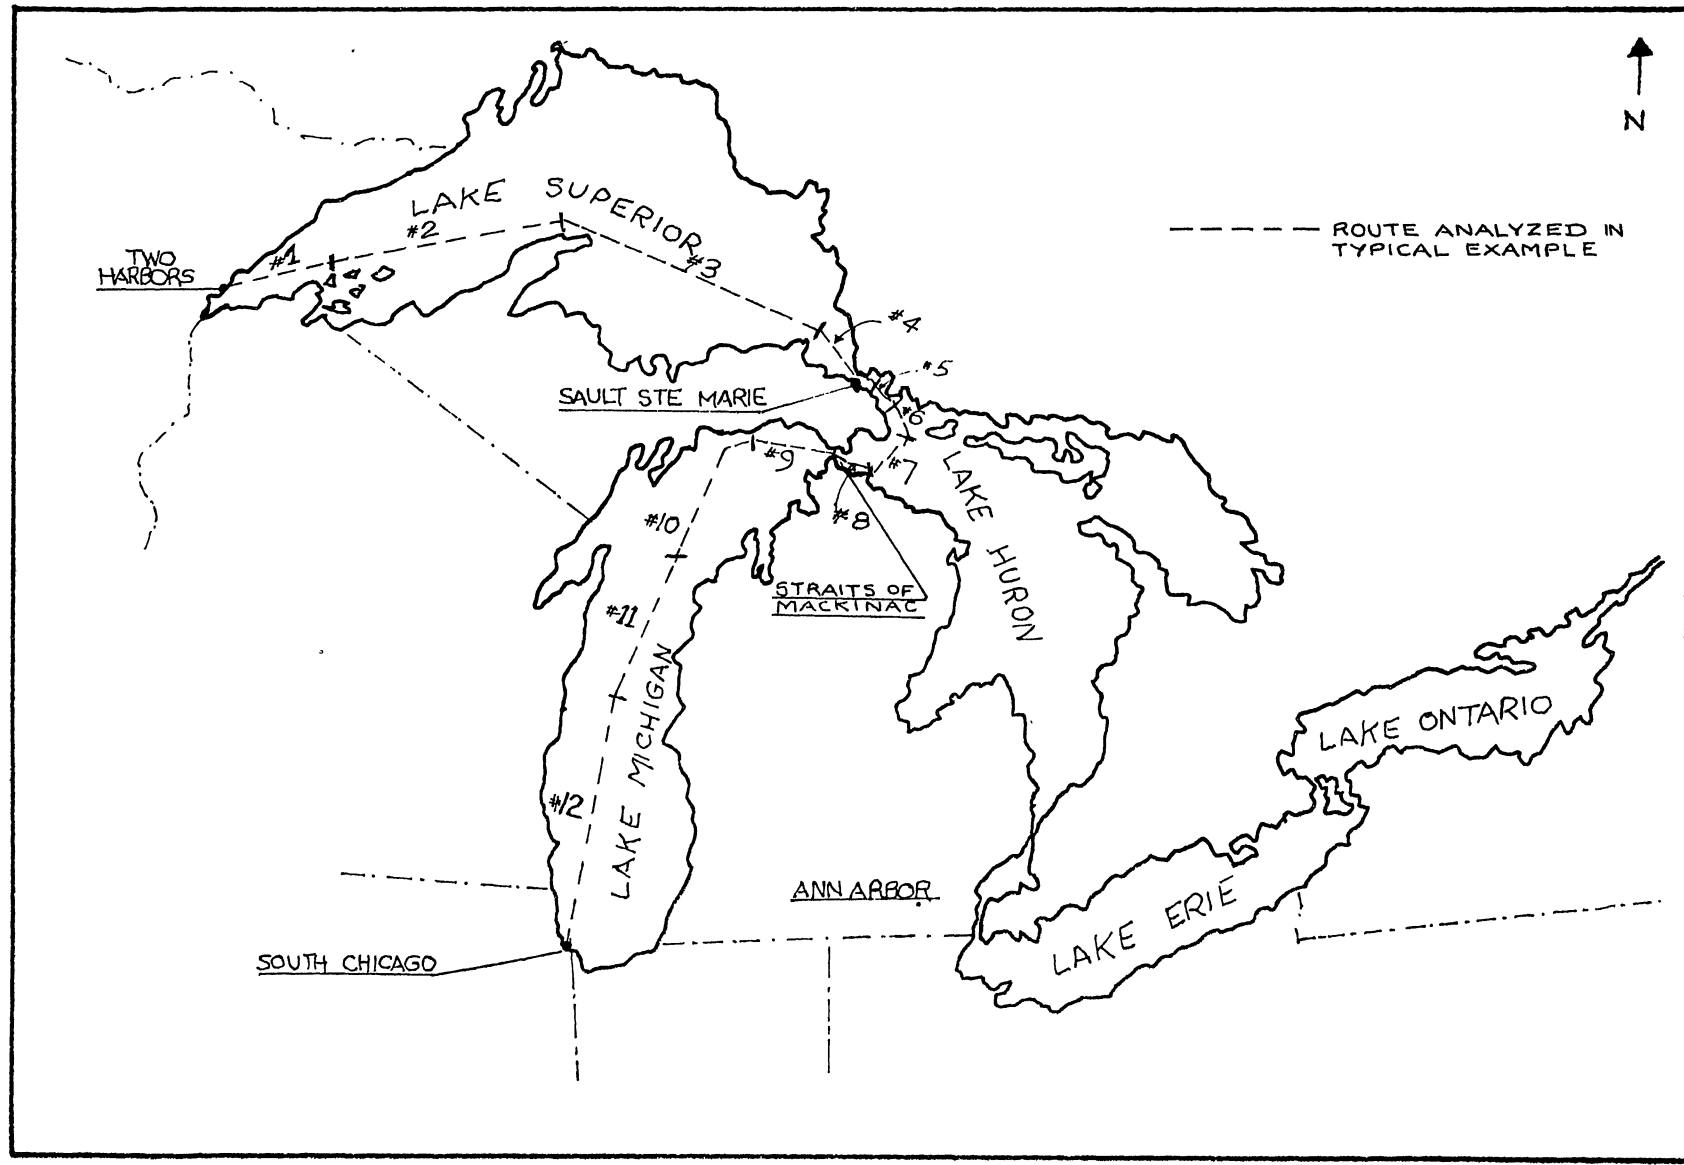 N
LAKE SUPERIOR
ROUTE ANALYZED IN
TYPICAL EXAMPLE
TWO
HARBORS
#1
#2
#3
#4
#5
SAULT STE MARIE
#6
#7
#8
#9
#10
#11
#12
STRAITS OF
MACKINAC
LAKE HURON
LAKE MICHIGAN
LAKE ONTARIO
ANN ARBOR
LAKE ERIE
SOUTH CHICAGO